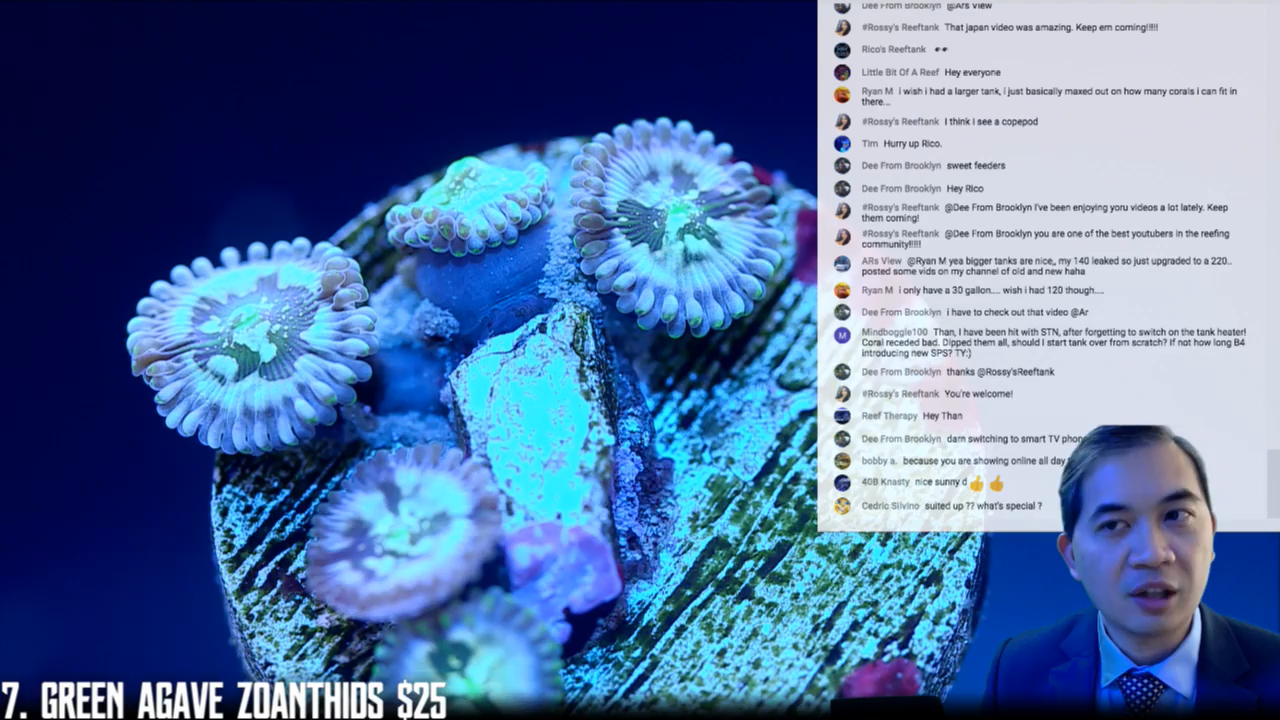 Dee From Brooklyn @Ars View
#Rossy's Reeftank That japan video was amazing. Keep em coming!!!!!
Rico's Reeftank 👀
Little Bit Of A Reef Hey everyone
Ryan M i wish i had a larger tank, i just basically maxed out on how many corals i can fit in
there...
#Rossy's Reeftank I think I see a copepod
Tim Hurry up Rico.
Dee From Brooklyn sweet feeders
Dee From Brooklyn Hey Rico
#Rossy's Reeftank @Dee From Brooklyn I've been enjoying yoru videos a lot lately. Keep
them coming!
#Rossy's Reeftank @Dee From Brooklyn you are one of the best youtubers in the reefing
community!!!!!
ARs View @Ryan M yea bigger tanks are nice,, my 140 leaked so just upgraded to a 220..
posted some vids on my channel of old and new haha
Ryan M i only have a 30 gallon.... wish i had 120 though....
Dee From Brooklyn i have to check out that video @Ar
M
Mindboggle100 Than, I have been hit with STN, after forgetting to switch on the tank heater!
Coral receded bad. Dipped them all, should I start tank over from scratch? If not how long B4
introducing new SPS? TY:)
Dee From Brooklyn thanks @RossysReeftank
#Rossy's Reeftank You're welcome!
Reef Therapy Hey Than
Dee From Brooklyn darn switching to smart TV phon
bobby a. because you are showing online all day
40B Knasty nice sunny d👍 👍
Cedric Silvino suited up ?? what's special ?
7. GREEN AGAVE ZOANTHIDS $25